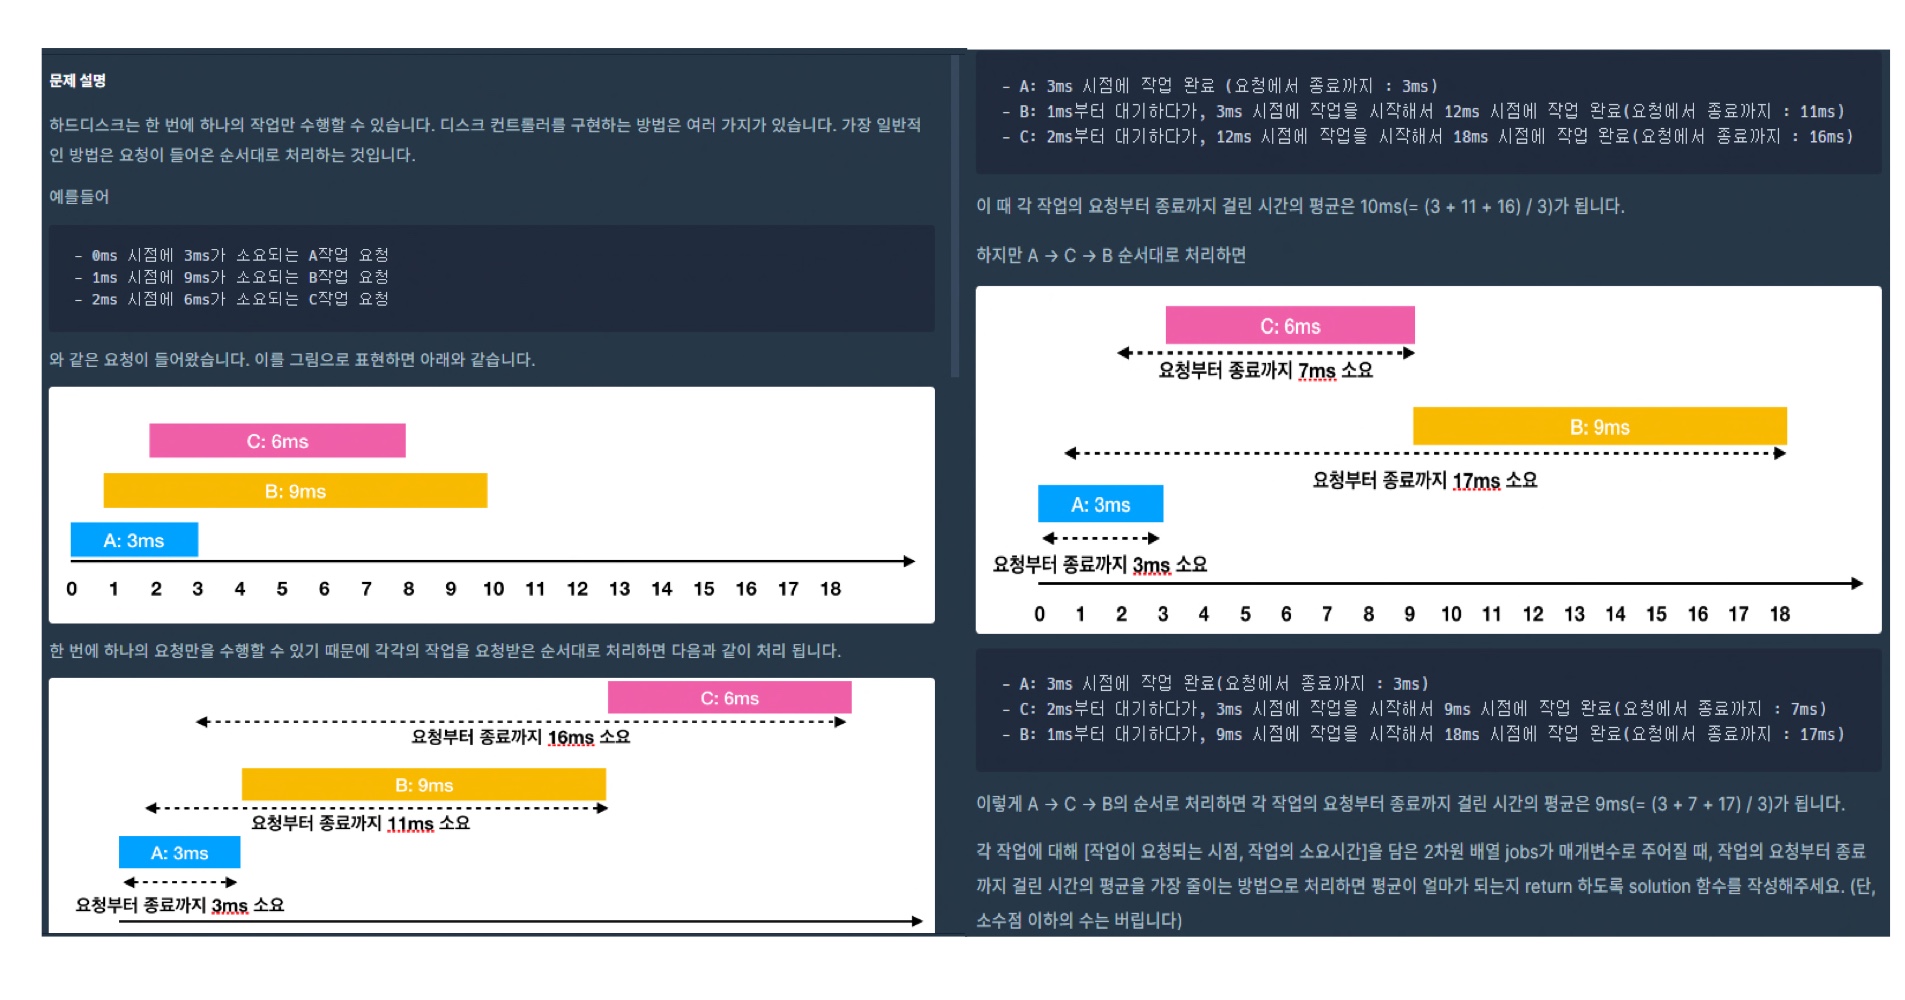 문제 설명
하드디스크는 한 번에 하나의 작업만 수행할 수 있습니다. 디스크 컨트롤러를 구현하는 방법은 여러 가지가 있습니다. 가장 일반적
인 방법은 요청이 들어온 순서대로 처리하는 것입니다.
예를들어
- 0ms 시점에 3ms가 소요되는 A작업 요청
- 1ms 시점에 9ms가 소요되는 B작업 요청
- 2ms 시점에 6ms가 소요되는 C작업 요청
와 같은 요청이 들어왔습니다. 이를 그림으로 표현하면 아래와 같습니다.
C: 6ms
B: 9ms
A: 3ms
0 1 2 3 4 5 6 7 8 9 10 11 12 13 14 15 16 17 18
한 번에 하나의 요청만을 수행할 수 있기 때문에 각각의 작업을 요청받은 순서대로 처리하면 다음과 같이 처리 됩니다.
C: 6ms
요청부터 종료까지 16ms 소요
B: 9ms
요청부터 종료까지 11ms 소요
A: 3ms
요청부터 종료까지 3ms 소요
- A: 3ms 시점에 작업 완료 (요청에서 종료까지 : 3ms)
- B: 1ms부터 대기하다가, 3ms 시점에 작업을 시작해서 12ms 시점에 작업 완료(요청에서 종료까지 : 11ms)
- C: 2ms부터 대기하다가, 12ms 시점에 작업을 시작해서 18ms 시점에 작업 완료(요청에서 종료까지 : 16ms)
이 때 각 작업의 요청부터 종료까지 걸린 시간의 평균은 10ms(= (3 + 11 + 16) / 3)가 됩니다.
하지만 A → C → B 순서대로 처리하면
C: 6ms
요청부터 종료까지 7ms 소요
B: 9ms
요청부터 종료까지 17ms 소요
A: 3ms
요청부터 종료까지 3ms 소요
0 1 2 3 4 5 6 7 8 9 10 11 12 13 14 15 16 17 18
- A: 3ms 시점에 작업 완료(요청에서 종료까지 : 3ms)
- C: 2ms부터 대기하다가, 3ms 시점에 작업을 시작해서 9ms 시점에 작업 완료(요청에서 종료까지 : 7ms)
- B: 1ms부터 대기하다가, 9ms 시점에 작업을 시작해서 18ms 시점에 작업 완료(요청에서 종료까지 : 17ms)
이렇게 A → C → B의 순서로 처리하면 각 작업의 요청부터 종료까지 걸린 시간의 평균은 9ms(= (3 + 7 + 17) / 3)가 됩니다.
각 작업에 대해 [작업이 요청되는 시점, 작업의 소요시간]을 담은 2차원 배열 jobs가 매개변수로 주어질 때, 작업의 요청부터 종료
까지 걸린 시간의 평균을 가장 줄이는 방법으로 처리하면 평균이 얼마가 되는지 return 하도록 solution 함수를 작성해주세요. (단,
소수점 이하의 수는 버립니다)